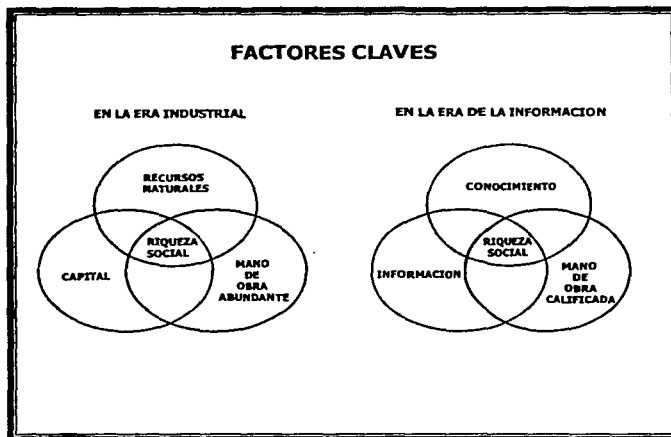 FACTORES CLAVES
EN LA ERA INDUSTRIAL
RECURSOS
NATURALES
RIQUEZA
SOCIAL
CAPITAL
MANO
DE
OBRA
ABUNDANTE
EN LA ERA DE LA INFORMACION
CONOCIMIENTO
RIQUEZA
SOCIAL
INFORMACION
MANO
DE
OBRA
CALIFICADA